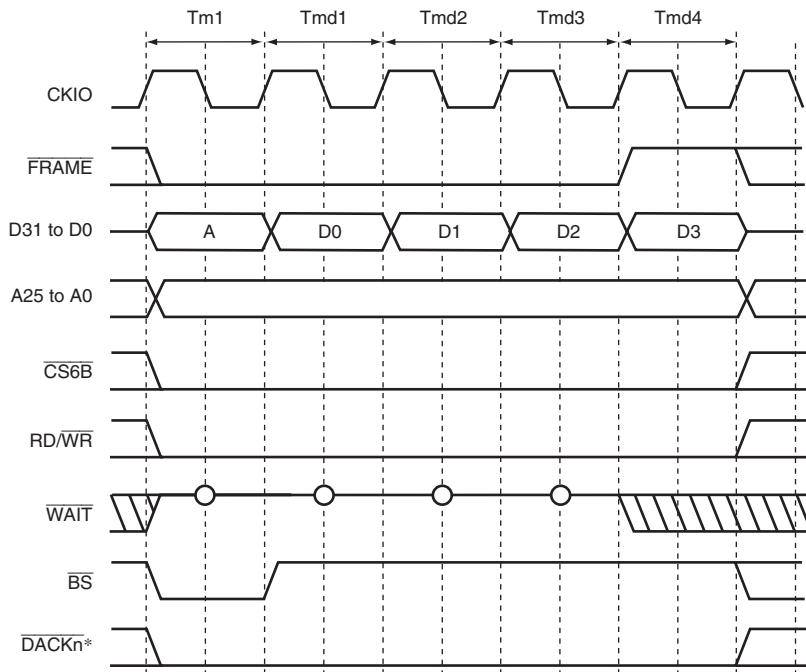 Tm1 Tmd1 Tmd2 Tmd3 Tmd4
CKIO
FRAME
D31 to D0 A D0 D1 D2 D3
A25 to A0
CS6B
RD/WR
WAIT
BS
DACKn*